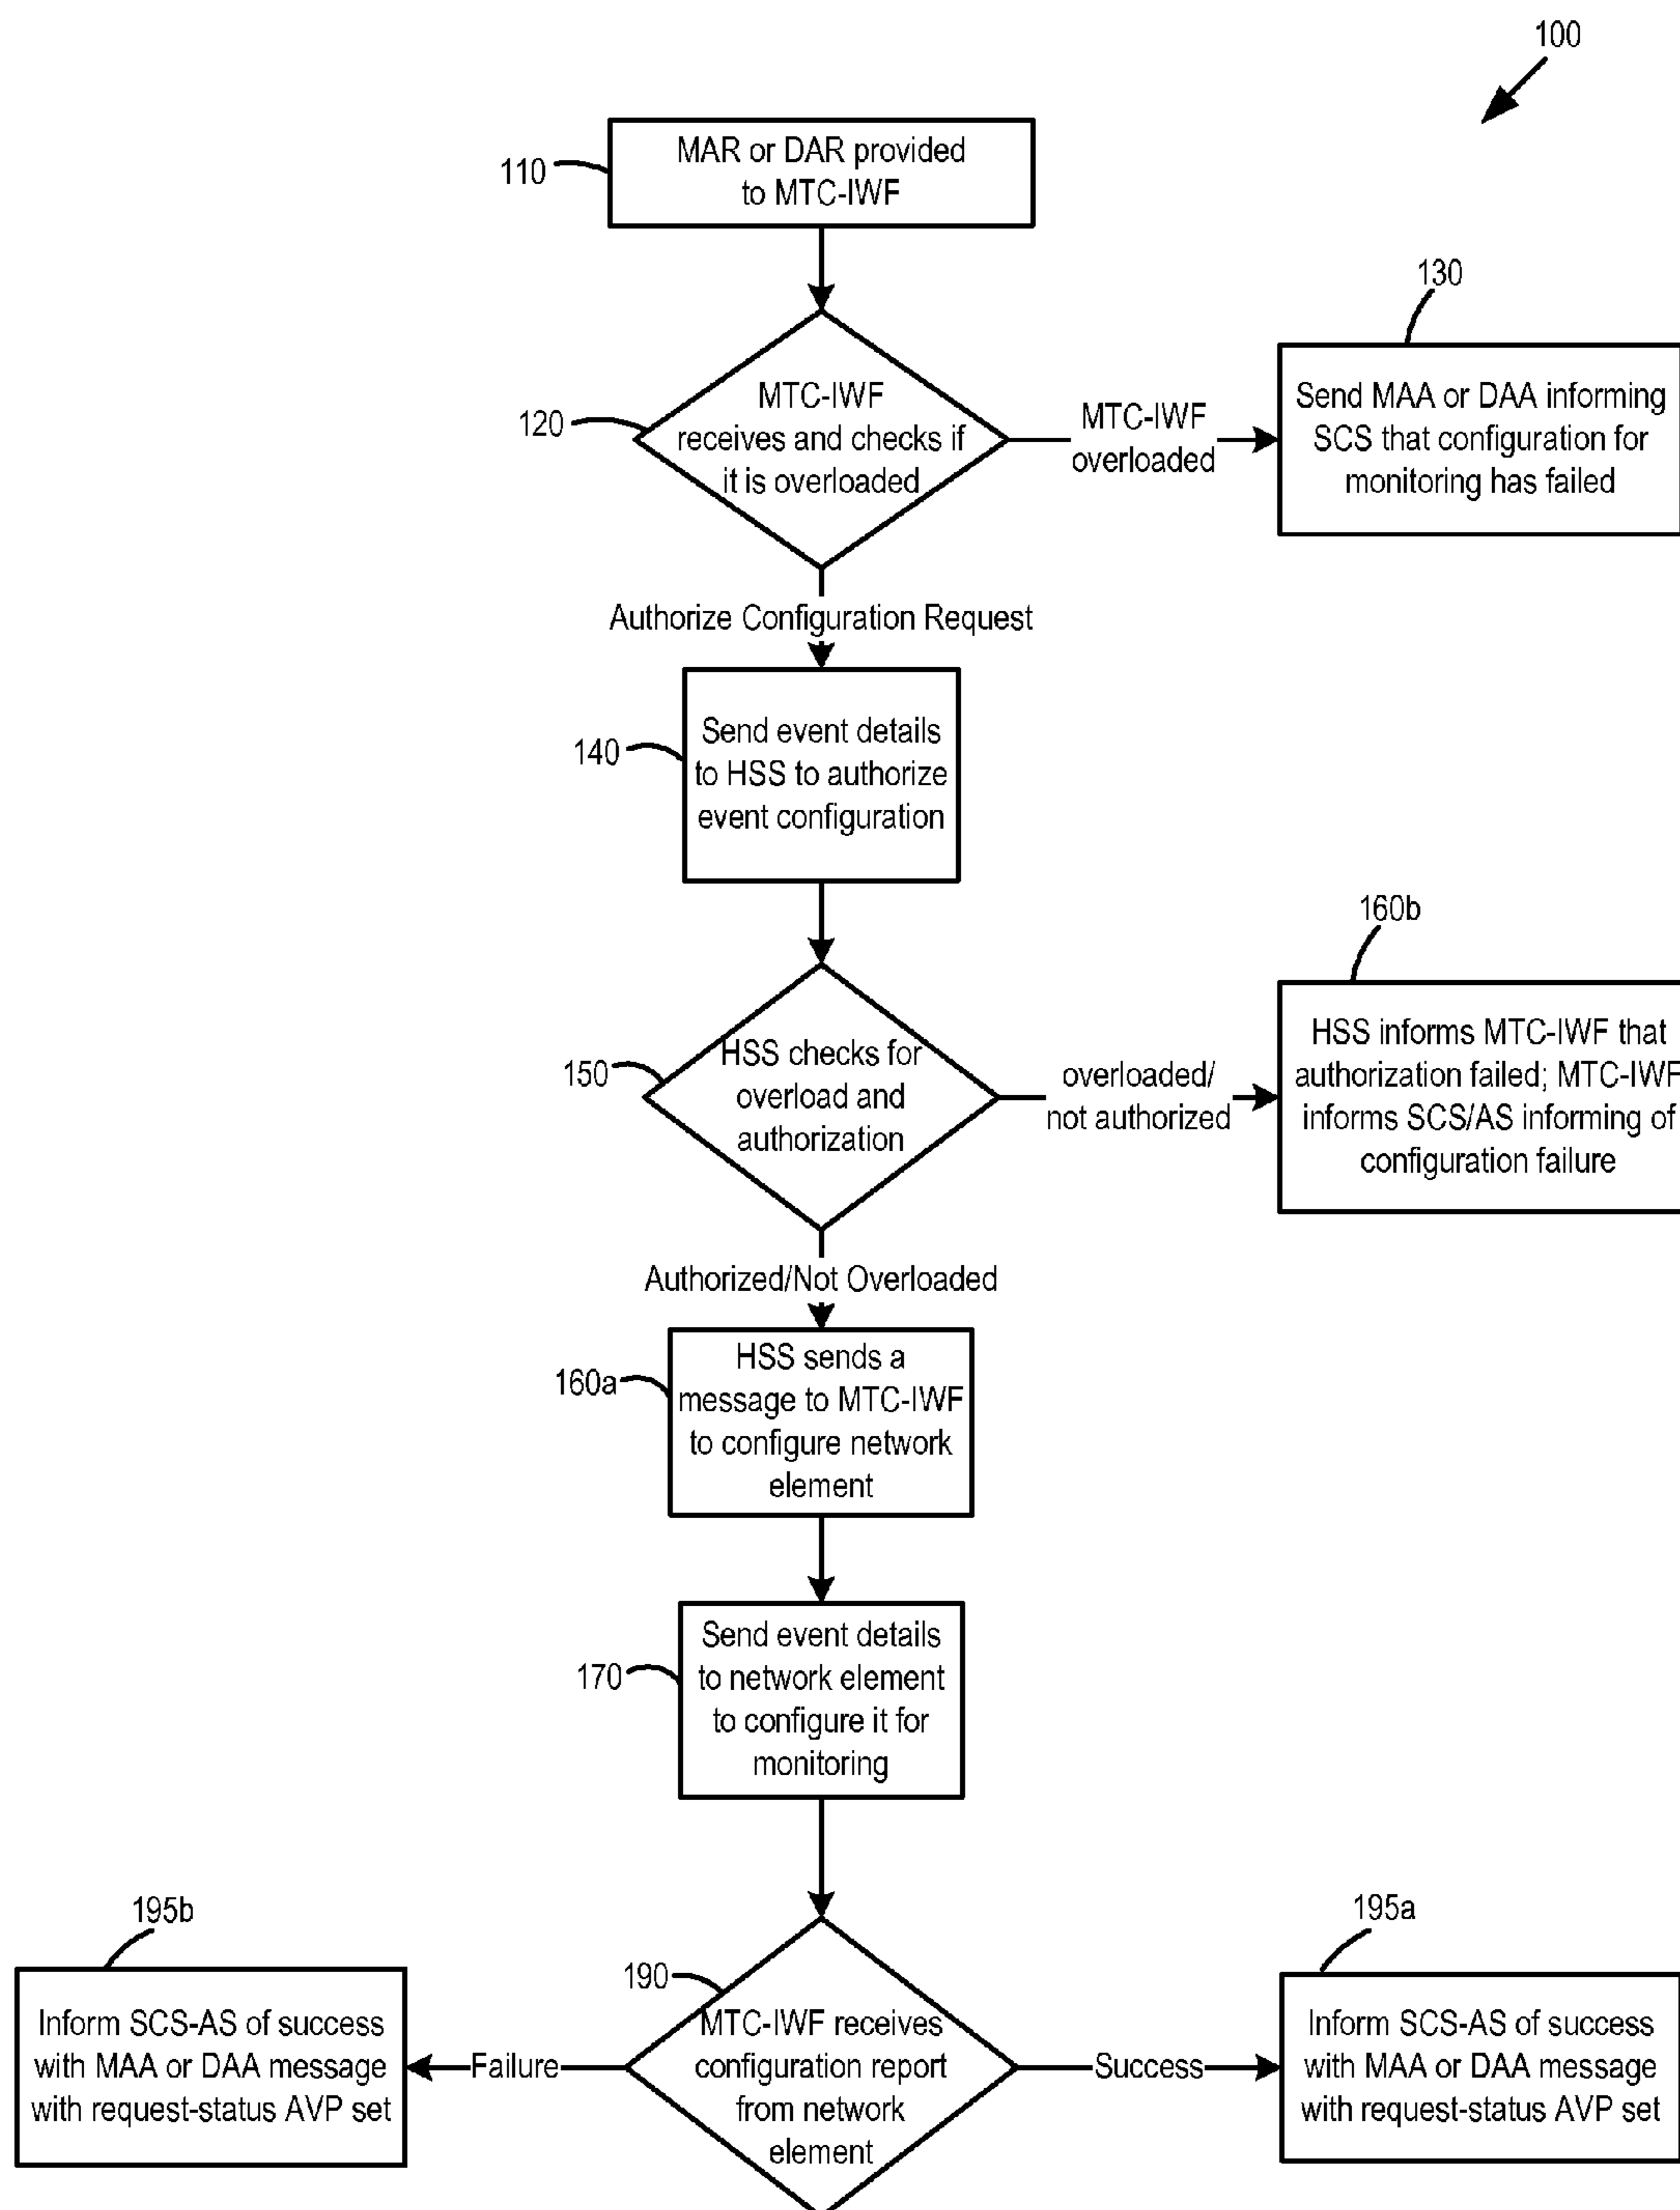 100
110
MAR or DAR provided
to MTC-IWF
120
MTC-IWF
receives and checks if
it is overloaded
MTC-IWF
overloaded
130
Send MAA or DAA informing
SCS that configuration for
monitoring has failed
Authorize Configuration Request
140
Send event details
to HSS to authorize
event configuration
150
HSS checks for
overload and
authorization
overloaded/
not authorized
160b
HSS informs MTC-IWF that
authorization failed; MTC-IWF
informs SCS/AS informing of
configuration failure
Authorized/Not Overloaded
160a
HSS sends a
message to MTC-IWF
to configure network
element
170
Send event details
to network element
to configure it for
monitoring
190
MTC-IWF receives
configuration report
from network
element
Failure
195b
Inform SCS-AS of success
with MAA or DAA message
with request-status AVP set
Success
195a
Inform SCS-AS of success
with MAA or DAA message
with request-status AVP set